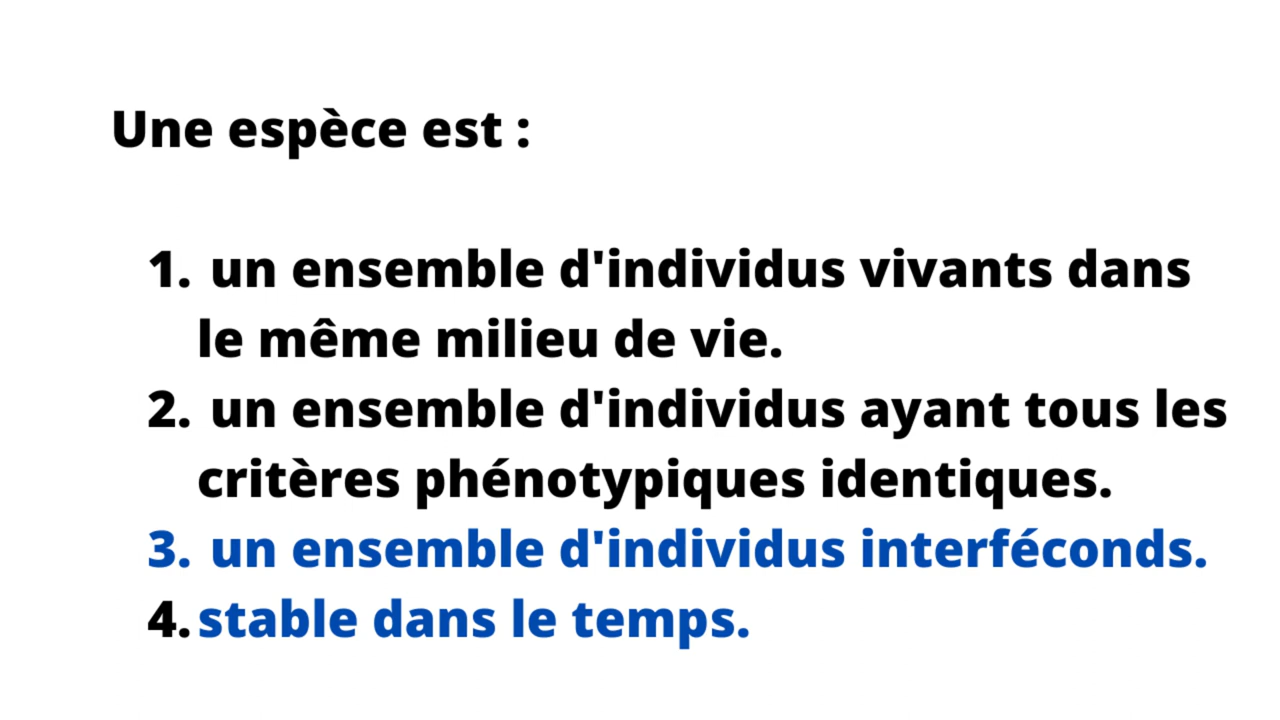 Une espèce est :
1. un ensemble d'individus vivants dans
le même milieu de vie.
2. un ensemble d'individus ayant tous les
critères phénotypiques identiques.
3. un ensemble d'individus interféconds.
4. stable dans le temps.